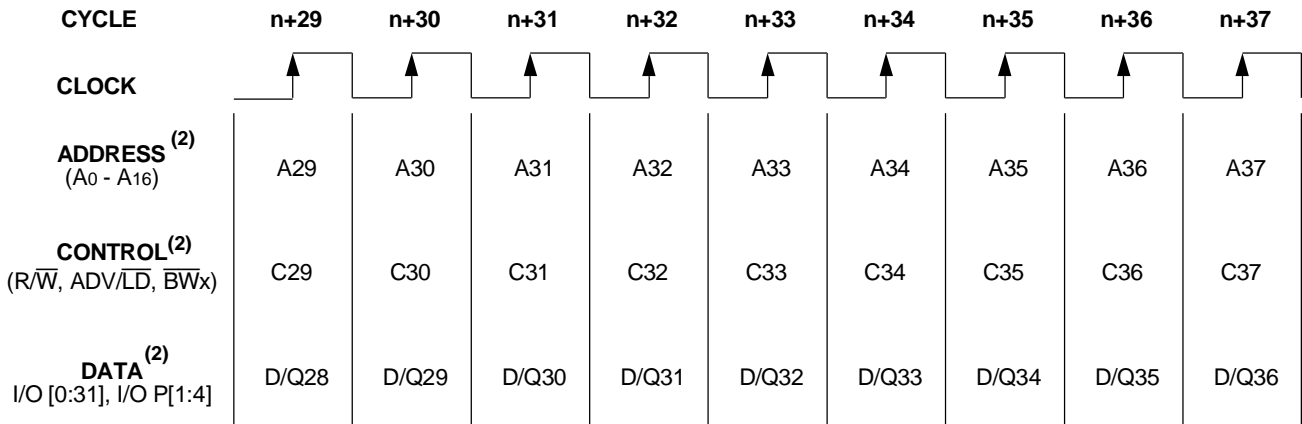 CYCLE n+29 n+30 n+31 n+32 n+33 n+34 n+35 n+36 n+37
CLOCK
ADDRESS (2)
(A0 - A16) A29 A30 A31 A32 A33 A34 A35 A36 A37
CONTROL(2)
(R/W̅, ADV/L̅D̅, B̅W̅x) C29 C30 C31 C32 C33 C34 C35 C36 C37
DATA (2)
I/O [0:31], I/O P[1:4] D/Q28 D/Q29 D/Q30 D/Q31 D/Q32 D/Q33 D/Q34 D/Q35 D/Q36